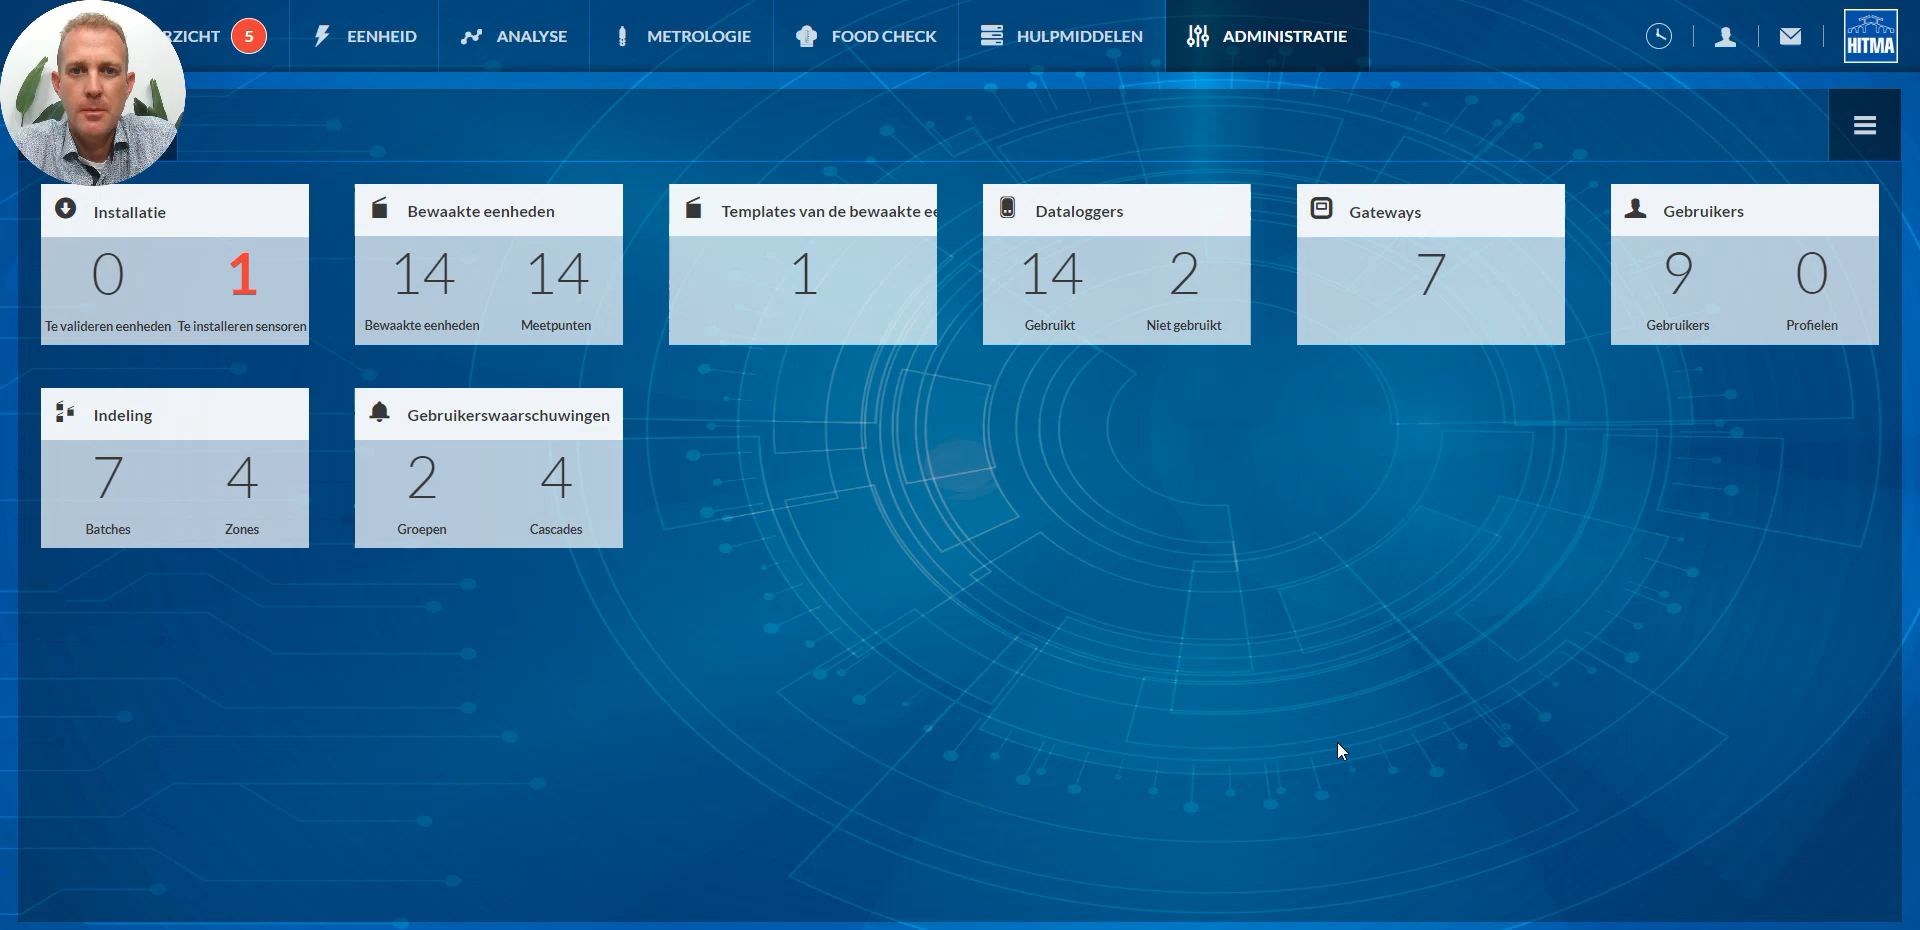 RZICHT 5 EENHEID ANALYSE METROLOGIE FOOD CHECK HULPMIDDELEN ADMINISTRATIE HITMA
Installatie
0 1
Te valideren eenheden Te installeren sensoren
Bewaakte eenheden
14 14
Bewaakte eenheden Meetpunten
Templates van de bewaakte ee
1
Dataloggers
14 2
Gebruikt Niet gebruikt
Gateways
7
Gebruikers
9 0
Gebruikers Profielen
Indeling
7 4
Batches Zones
Gebruikerswaarschuwingen
2 4
Groepen Cascades